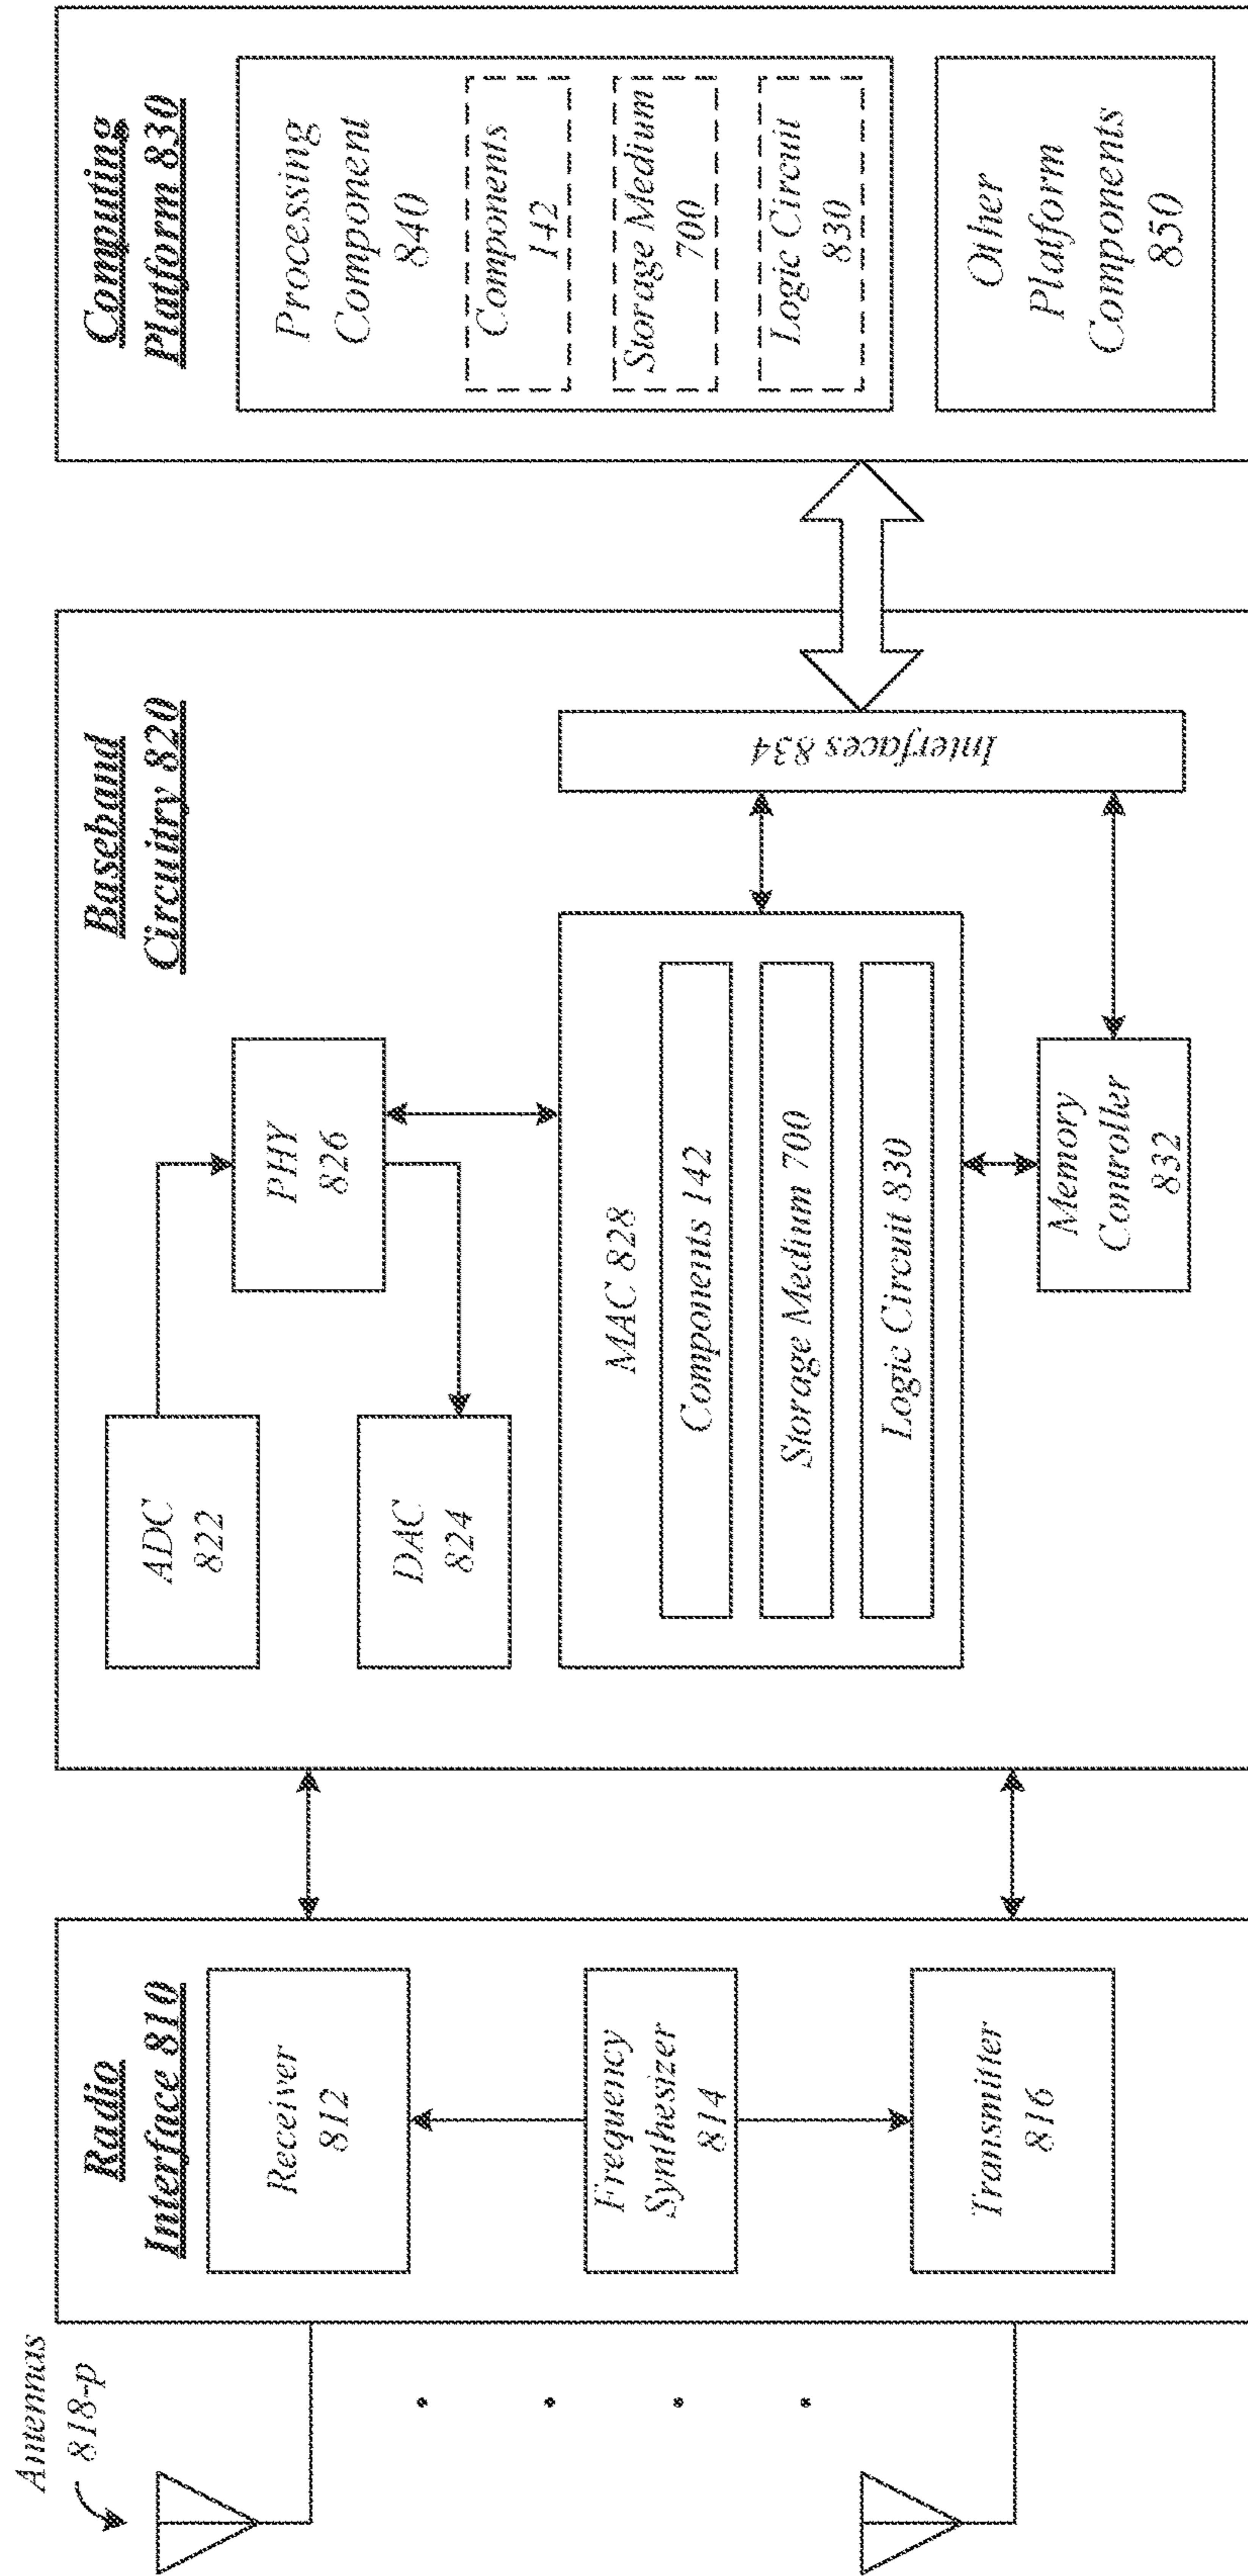 Antennas
818-p
Radio
Interface 810
Receiver
812
Frequency
Synthesizer
814
Transmitter
816
Baseband
Circuitry 820
ADC
822
PHY
826
DAC
824
MAC 828
Components 142
Storage Medium 700
Logic Circuit 830
Memory
Controller
832
Interfaces 834
Computing
Platform 830
Processing
Component
840
Components
142
Storage Medium
700
Logic Circuit
830
Other
Platform
Components
850